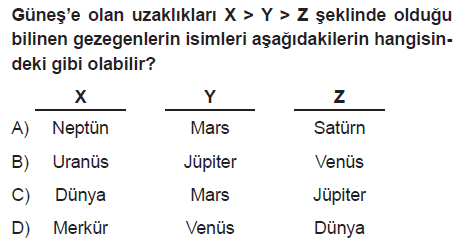 Güneş’e olan uzaklıkları X > Y > Z şeklinde olduğu
bilinen gezegenlerin isimleri aşağıdakilerin hangisin-
deki gibi olabilir?
X Y Z
A) Neptün Mars Satürn
B) Uranüs Jüpiter Venüs
C) Dünya Mars Jüpiter
D) Merkür Venüs Dünya